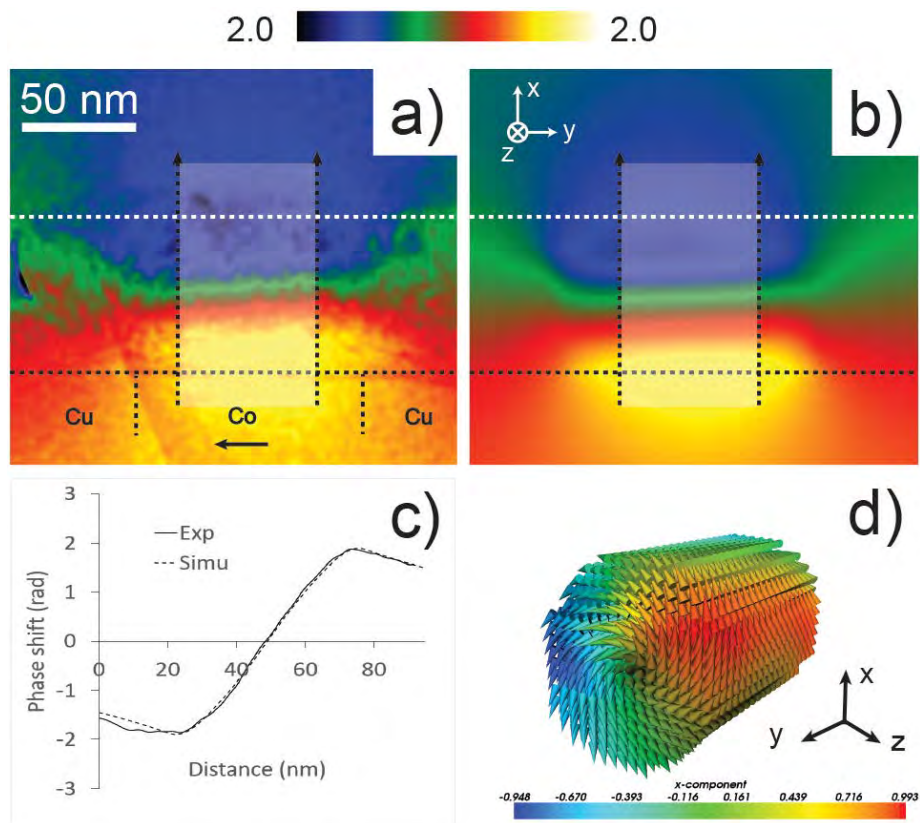 2.0 2.0
50 nm
a)
x
y
z
b)
Cu
Co
Cu
c)
3
2
1
0
-1
-2
-3
0 20 40 60 80
Phase shift (rad)
Distance (nm)
Exp
Simu
d)
x
y
z
x-component
-0.948 -0.670 -0.393 -0.116 0.161 0.439 0.716 0.993